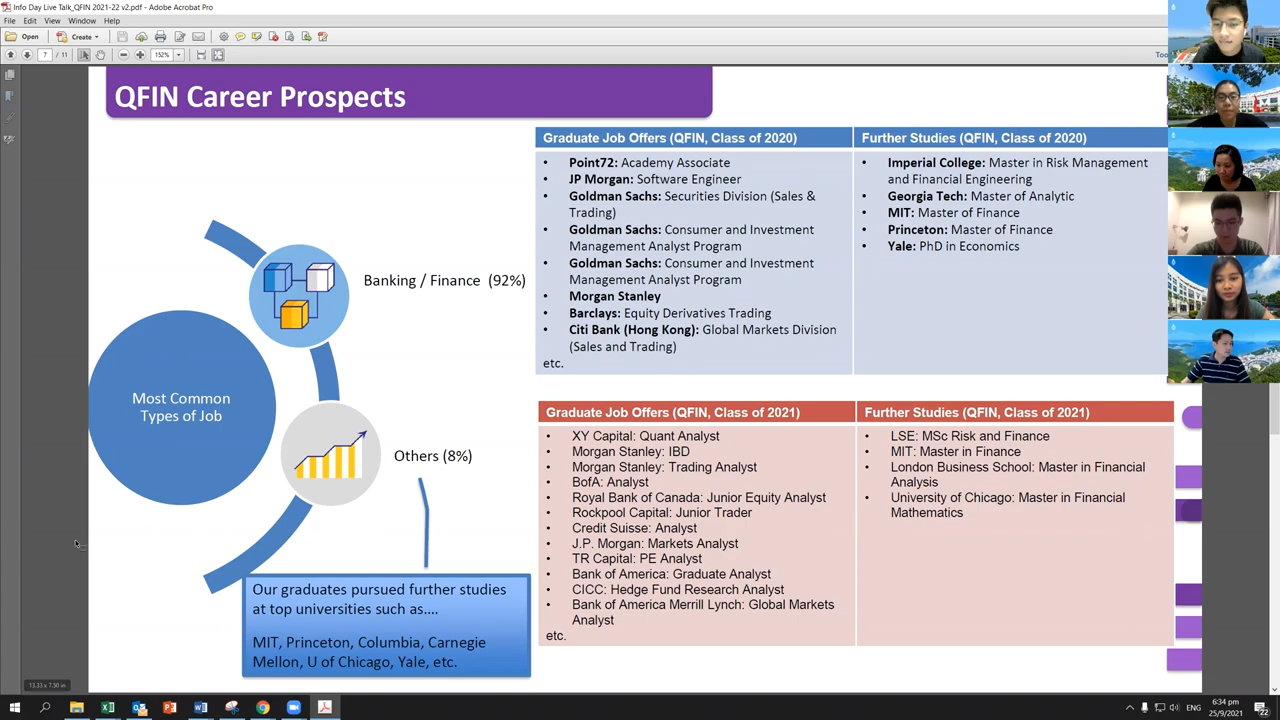 Info Day Live Talk_QFIN 2021-22 v2.pdf - Adobe Acrobat Pro
File Edit View Window Help
Open Create
7 / 11 152%
QFIN Career Prospects
Most Common
Types of Job
Banking / Finance (92%)
Others (8%)
Our graduates pursued further studies
at top universities such as....
MIT, Princeton, Columbia, Carnegie
Mellon, U of Chicago, Yale, etc.
Graduate Job Offers (QFIN, Class of 2020)
• Point72: Academy Associate
• JP Morgan: Software Engineer
• Goldman Sachs: Securities Division (Sales &
Trading)
• Goldman Sachs: Consumer and Investment
Management Analyst Program
• Goldman Sachs: Consumer and Investment
Management Analyst Program
• Morgan Stanley
• Barclays: Equity Derivatives Trading
• Citi Bank (Hong Kong): Global Markets Division
(Sales and Trading)
etc.
Further Studies (QFIN, Class of 2020)
• Imperial College: Master in Risk Management
and Financial Engineering
• Georgia Tech: Master of Analytic
• MIT: Master of Finance
• Princeton: Master of Finance
• Yale: PhD in Economics
Graduate Job Offers (QFIN, Class of 2021)
• XY Capital: Quant Analyst
• Morgan Stanley: IBD
• Morgan Stanley: Trading Analyst
• BofA: Analyst
• Royal Bank of Canada: Junior Equity Analyst
• Rockpool Capital: Junior Trader
• Credit Suisse: Analyst
• J.P. Morgan: Markets Analyst
• TR Capital: PE Analyst
• Bank of America: Graduate Analyst
• CICC: Hedge Fund Research Analyst
• Bank of America Merrill Lynch: Global Markets
Analyst
etc.
Further Studies (QFIN, Class of 2021)
• LSE: MSc Risk and Finance
• MIT: Master in Finance
• London Business School: Master in Financial
Analysis
• University of Chicago: Master in Financial
Mathematics
13.33 x 7.50 in
ENG
6:34 pm
25/9/2021
22